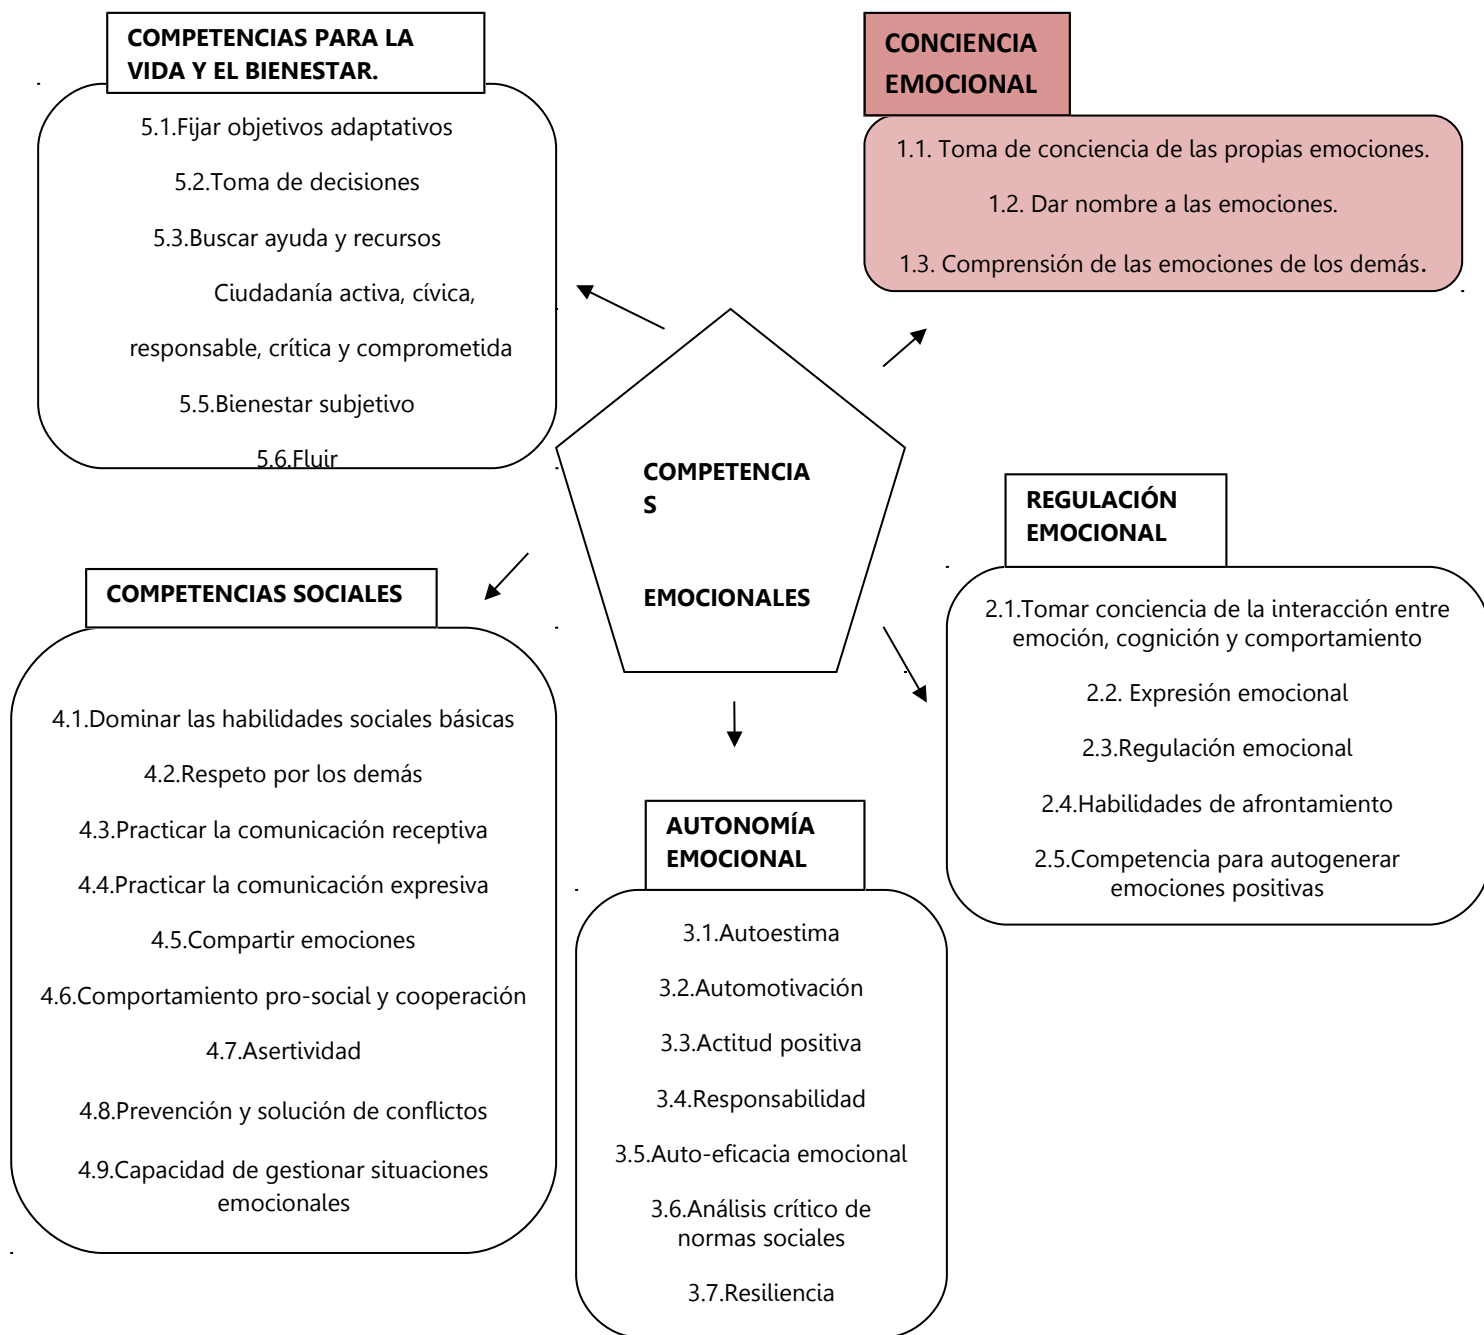 COMPETENCIAS PARA LA
VIDA Y EL BIENESTAR.
5.1.Fijar objetivos adaptativos
5.2.Toma de decisiones
5.3.Buscar ayuda y recursos
Ciudadanía activa, cívica,
responsable, crítica y comprometida
5.5.Bienestar subjetivo
5.6.Fluir
CONCIENCIA
EMOCIONAL
1.1. Toma de conciencia de las propias emociones.
1.2. Dar nombre a las emociones.
1.3. Comprensión de las emociones de los demás.
COMPETENCIA
S
EMOCIONALES
REGULACIÓN
EMOCIONAL
2.1.Tomar conciencia de la interacción entre
emoción, cognición y comportamiento
2.2. Expresión emocional
2.3.Regulación emocional
2.4.Habilidades de afrontamiento
2.5.Competencia para autogenerar
emociones positivas
COMPETENCIAS SOCIALES
4.1.Dominar las habilidades sociales básicas
4.2.Respeto por los demás
4.3.Practicar la comunicación receptiva
4.4.Practicar la comunicación expresiva
4.5.Compartir emociones
4.6.Comportamiento pro-social y cooperación
4.7.Asertividad
4.8.Prevención y solución de conflictos
4.9.Capacidad de gestionar situaciones
emocionales
AUTONOMÍA
EMOCIONAL
3.1.Autoestima
3.2.Automotivación
3.3.Actitud positiva
3.4.Responsabilidad
3.5.Auto-eficacia emocional
3.6.Análisis crítico de
normas sociales
3.7.Resiliencia